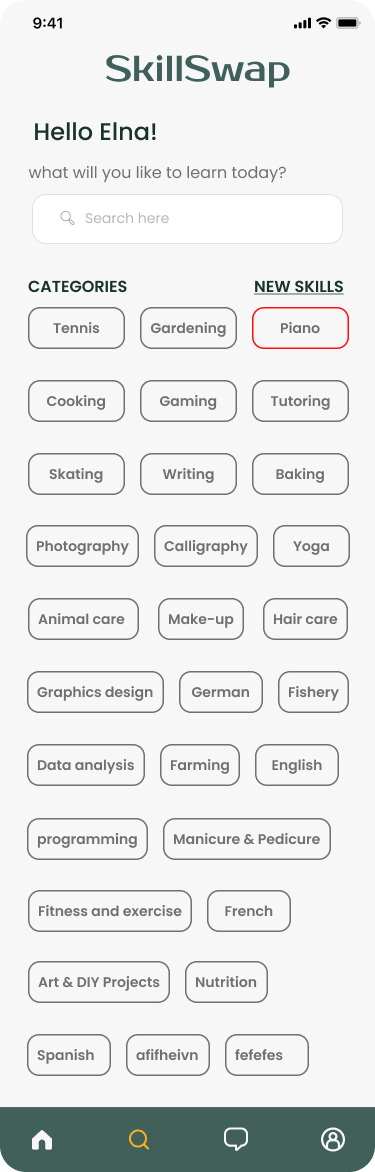 9:41
SkillSwap
Hello Elna!
what will you like to learn today?
Search here
CATEGORIES NEW SKILLS
Tennis Gardening Piano
Cooking Gaming Tutoring
Skating Writing Baking
Photography Calligraphy Yoga
Animal care Make-up Hair care
Graphics design German Fishery
Data analysis Farming English
programming Manicure & Pedicure
Fitness and exercise French
Art & DIY Projects Nutrition
Spanish afifheivn fefefes